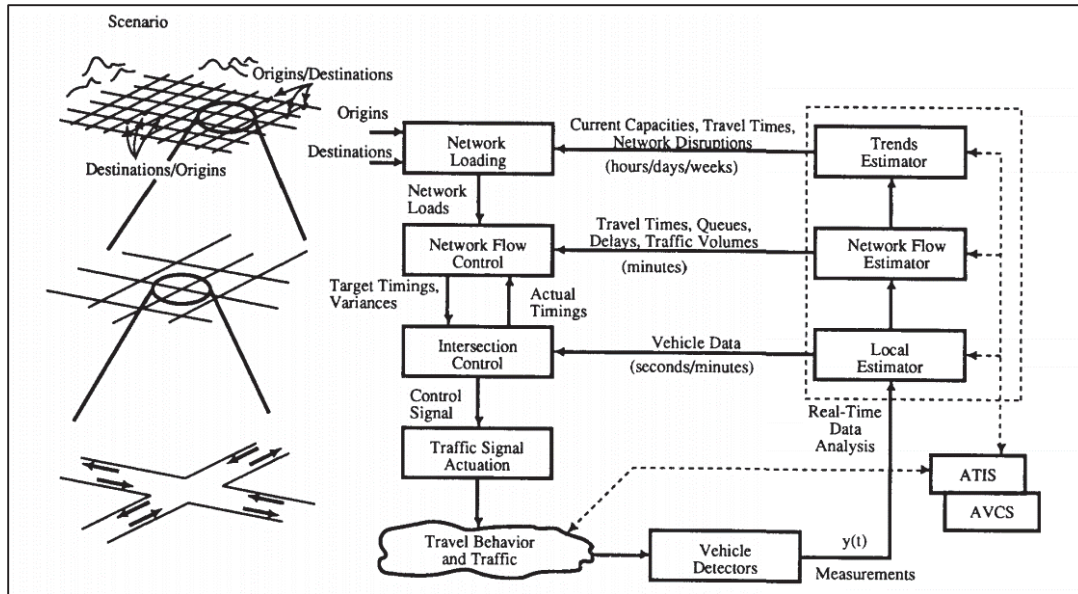 Scenario
Origins/Destinations
Destinations/Origins
Origins
Destinations
Network
Loading
Current Capacities, Travel Times,
Network Disruptions
(hours/days/weeks)
Trends
Estimator
Network
Loads
Network Flow
Control
Travel Times, Queues,
Delays, Traffic Volumes
(minutes)
Network Flow
Estimator
Target Timings,
Variances
Actual
Timings
Intersection
Control
Vehicle Data
(seconds/minutes)
Local
Estimator
Control
Signal
Real-Time
Data
Analysis
Traffic Signal
Actuation
ATIS
AVCS
Travel Behavior
and Traffic
Vehicle
Detectors
y(t)
Measurements